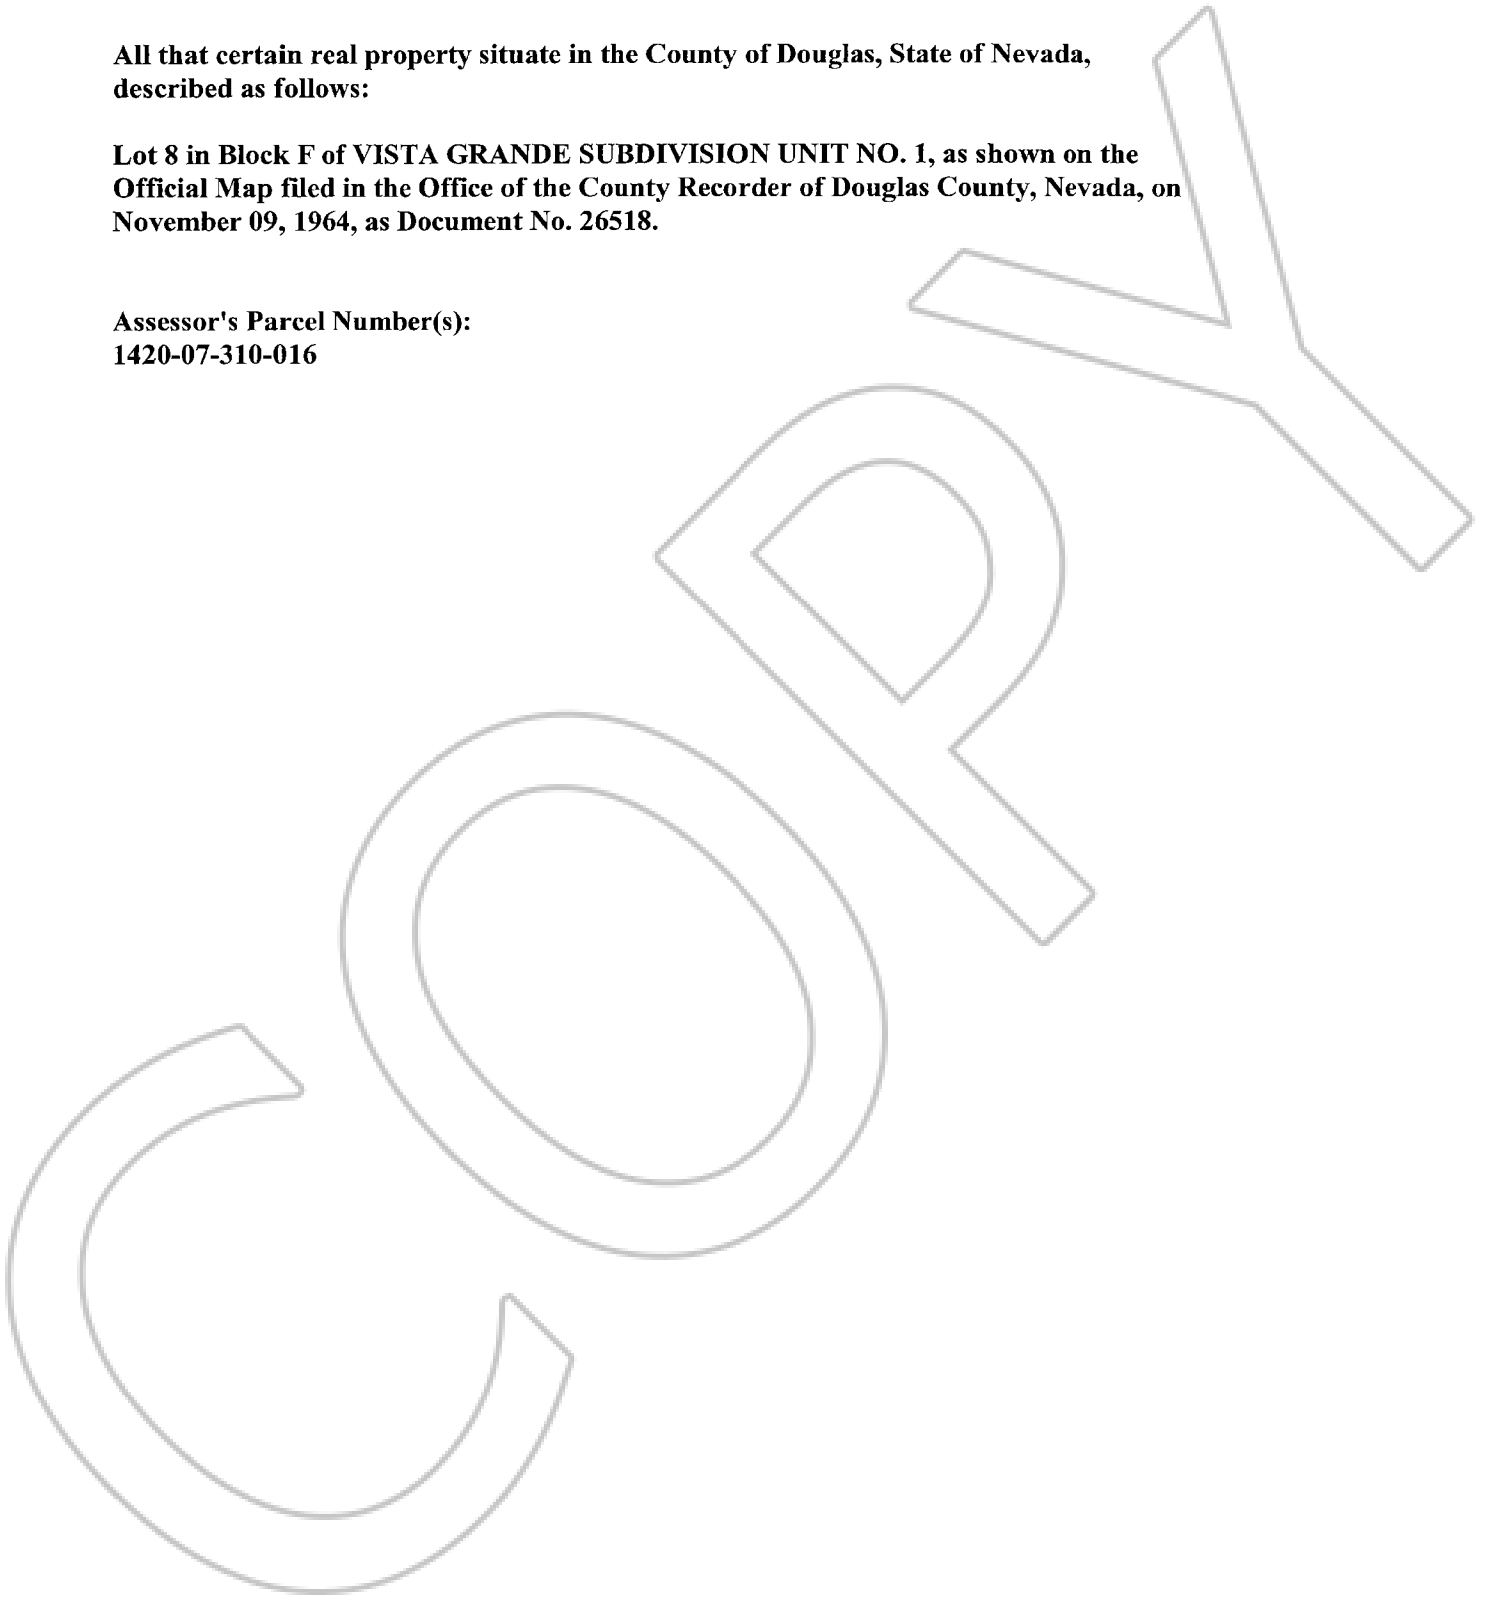 All that certain real property situate in the County of Douglas, State of Nevada,
described as follows:
Lot 8 in Block F of VISTA GRANDE SUBDIVISION UNIT NO. 1, as shown on the
Official Map filed in the Office of the County Recorder of Douglas County, Nevada, on
November 09, 1964, as Document No. 26518.
Assessor's Parcel Number(s):
1420-07-310-016
COPY